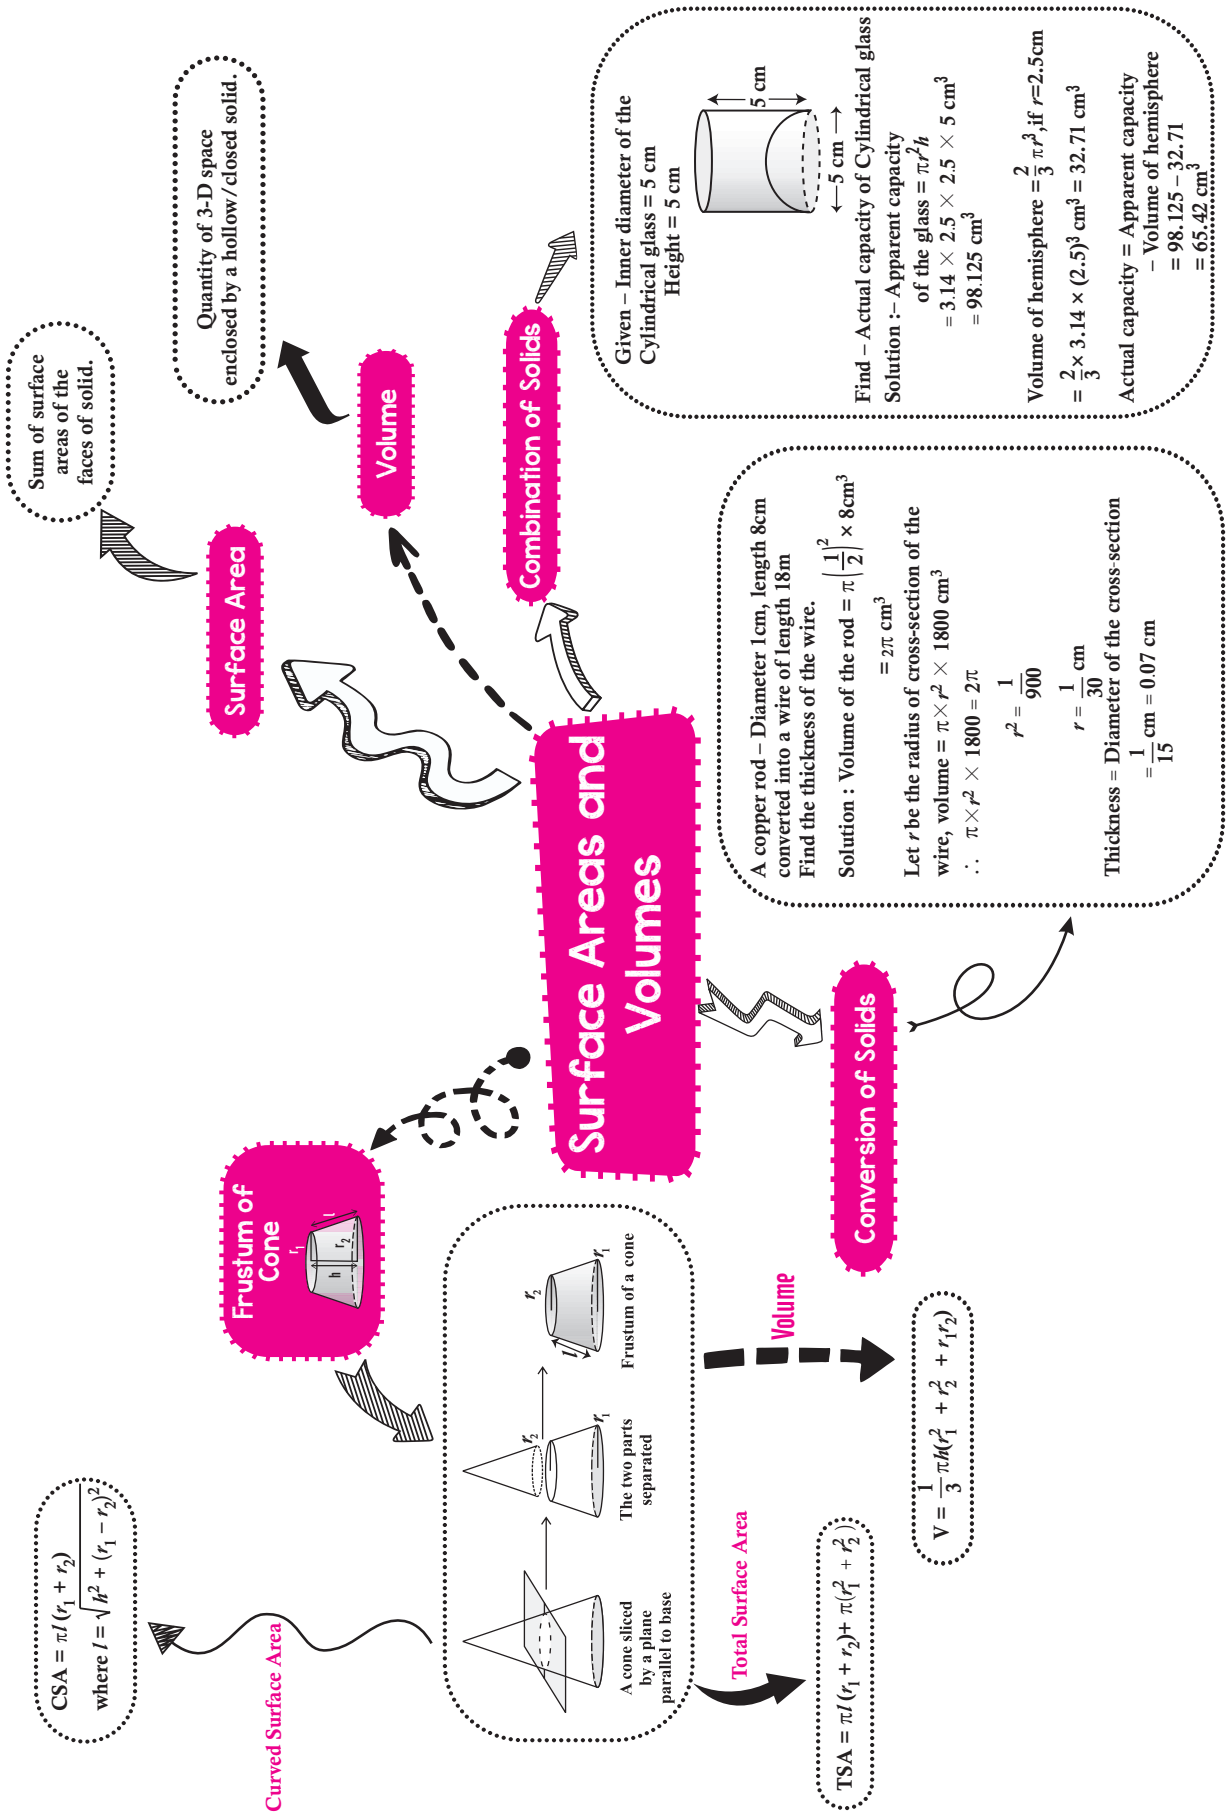 Surface Areas and
Volumes
Surface Area
Sum of surface
areas of the
faces of solid.
Volume
Quantity of 3-D space
enclosed by a hollow/closed solid.
Combination of Solids
Given – Inner diameter of the
Cylindrical glass = 5 cm
Height = 5 cm
5 cm
5 cm
Find – Actual capacity of Cylindrical glass
Solution :– Apparent capacity
of the glass = πr²h
= 3.14 × 2.5 × 2.5 × 5 cm³
= 98.125 cm³
Volume of hemisphere = 2/3 πr³,if r=2.5cm
= 2/3 × 3.14 × (2.5)³ cm³ = 32.71 cm³
Actual capacity = Apparent capacity
– Volume of hemisphere
= 98.125 – 32.71
= 65.42 cm³
Conversion of Solids
A copper rod – Diameter 1cm, length 8cm
converted into a wire of length 18m
Find the thickness of the wire.
Solution : Volume of the rod = π(1/2)² × 8cm³
= 2π cm³
Let r be the radius of cross-section of the
wire, volume = π × r² × 1800 cm³
∴ π × r² × 1800 = 2π
r² = 1/900
r = 1/30 cm
Thickness = Diameter of the cross-section
= 1/15 cm = 0.07 cm
Frustum of
Cone
r₁
h
r₂
l
A cone sliced
by a plane
parallel to base
r₂
r₁
The two parts
separated
r₂
l
r₁
Frustum of a cone
Curved Surface Area
CSA = πl (r₁ + r₂)
where l = √h² + (r₁ – r₂)²
Total Surface Area
TSA = πl (r₁ + r₂)+ π(r₁² + r₂²)
Volume
V = 1/3 πh(r₁² + r₂² + r₁r₂)